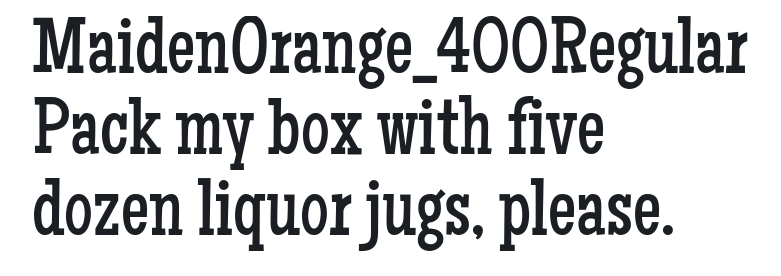 MaidenOrange_400Regular
Pack my box with five
dozen liquor jugs, please.